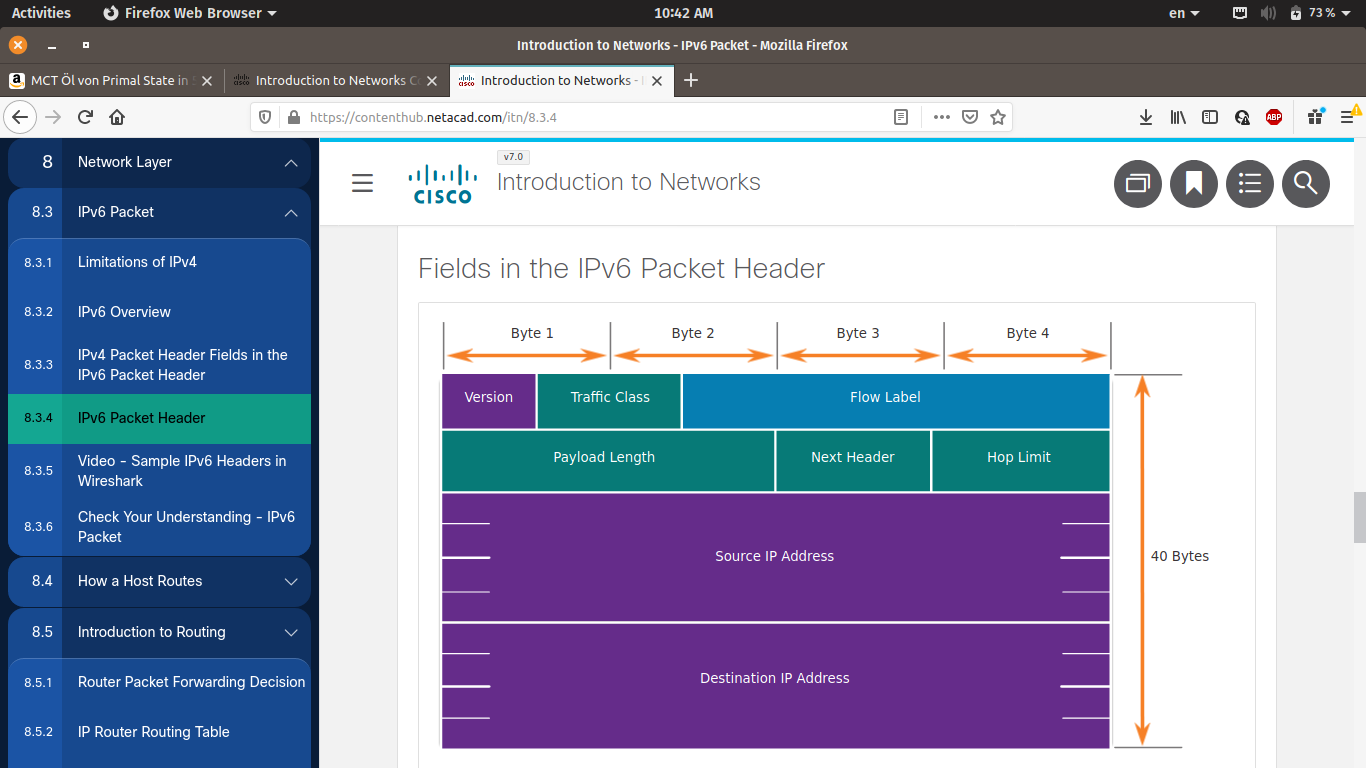 Activities Firefox Web Browser 10:42 AM en 73 %
Introduction to Networks - IPv6 Packet - Mozilla Firefox
MCT Öl von Primal State in Introduction to Networks Introduction to Networks -
https://contenthub.netacad.com/itn/8.3.4 ABP
8 Network Layer
8.3 IPv6 Packet
8.3.1 Limitations of IPv4
8.3.2 IPv6 Overview
8.3.3 IPv4 Packet Header Fields in the
IPv6 Packet Header
8.3.4 IPv6 Packet Header
8.3.5 Video - Sample IPv6 Headers in
Wireshark
8.3.6 Check Your Understanding - IPv6
Packet
8.4 How a Host Routes
8.5 Introduction to Routing
8.5.1 Router Packet Forwarding Decision
8.5.2 IP Router Routing Table
v7.0
CISCO Introduction to Networks
Fields in the IPv6 Packet Header
Byte 1 Byte 2 Byte 3 Byte 4
Version Traffic Class Flow Label
Payload Length Next Header Hop Limit
Source IP Address
40 Bytes
Destination IP Address